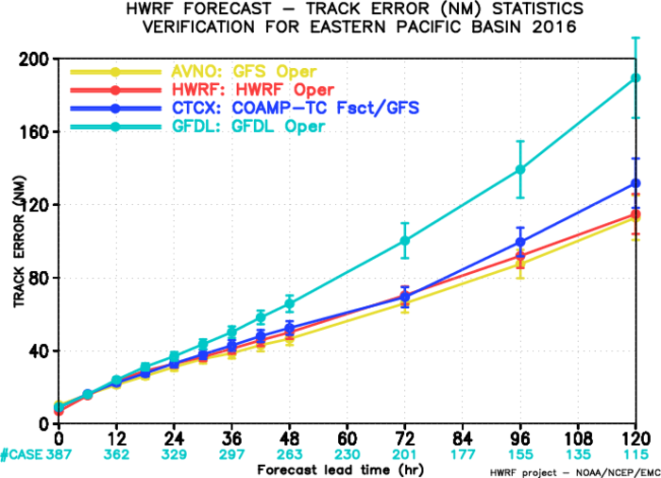 HWRF FORECAST – TRACK ERROR (NM) STATISTICS
VERIFICATION FOR EASTERN PACIFIC BASIN 2016
AVNO: GFS Oper
HWRF: HWRF Oper
CTCX: COAMP–TC Fsct/GFS
GFDL: GFDL Oper
TRACK ERROR (NM)
200
160
120
80
40
0
0 12 24 36 48 60 72 84 96 108 120
#CASE 387 362 329 297 263 230 201 177 155 135 115
Forecast lead time (hr)
HWRF project – NOAA/NCEP/EMC